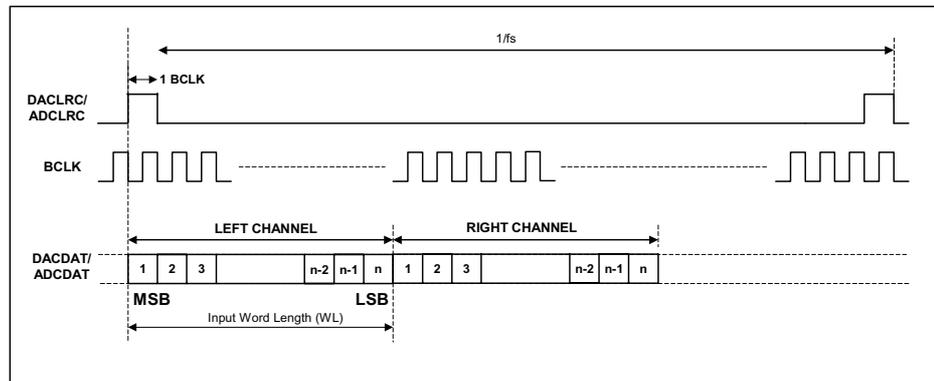 1/fs
1 BCLK
DACLRC/
ADCLRC
BCLK
LEFT CHANNEL RIGHT CHANNEL
DACDAT/
ADCDAT
1 2 3 n-2 n-1 n 1 2 3 n-2 n-1 n
MSB LSB
Input Word Length (WL)